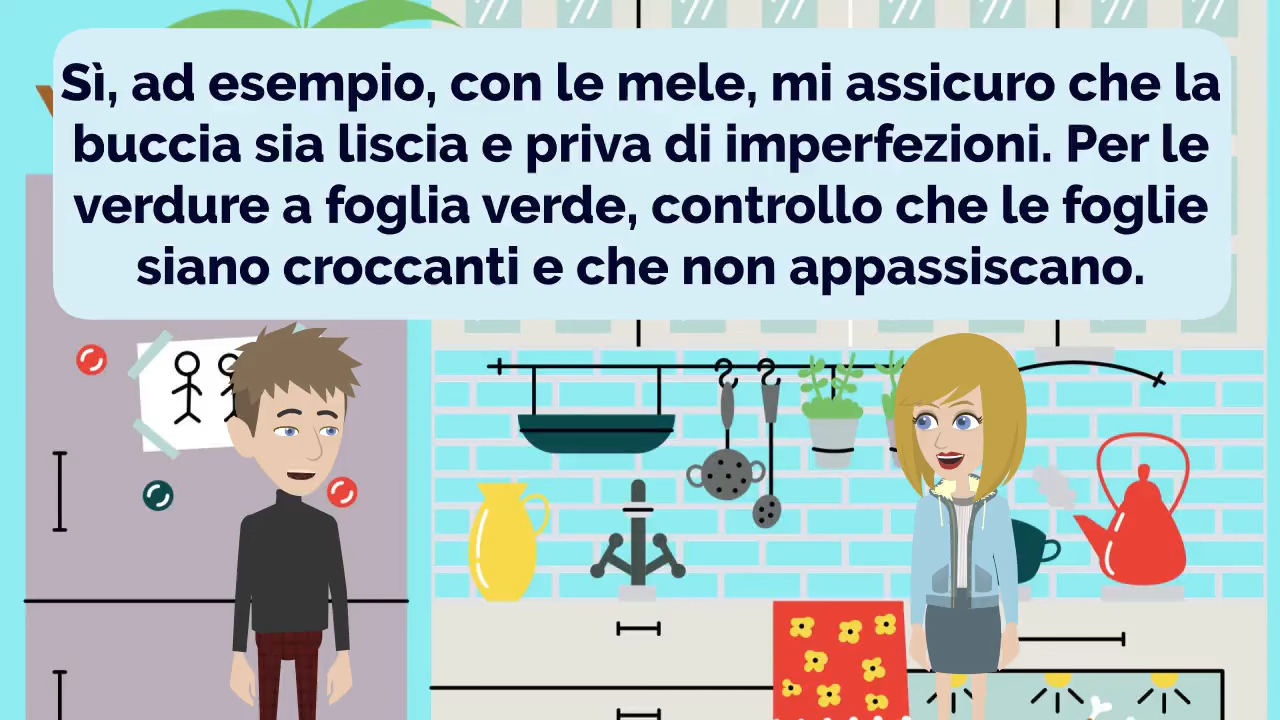 Sì, ad esempio, con le mele, mi assicuro che la
buccia sia liscia e priva di imperfezioni. Per le
verdure a foglia verde, controllo che le foglie
siano croccanti e che non appassiscano.